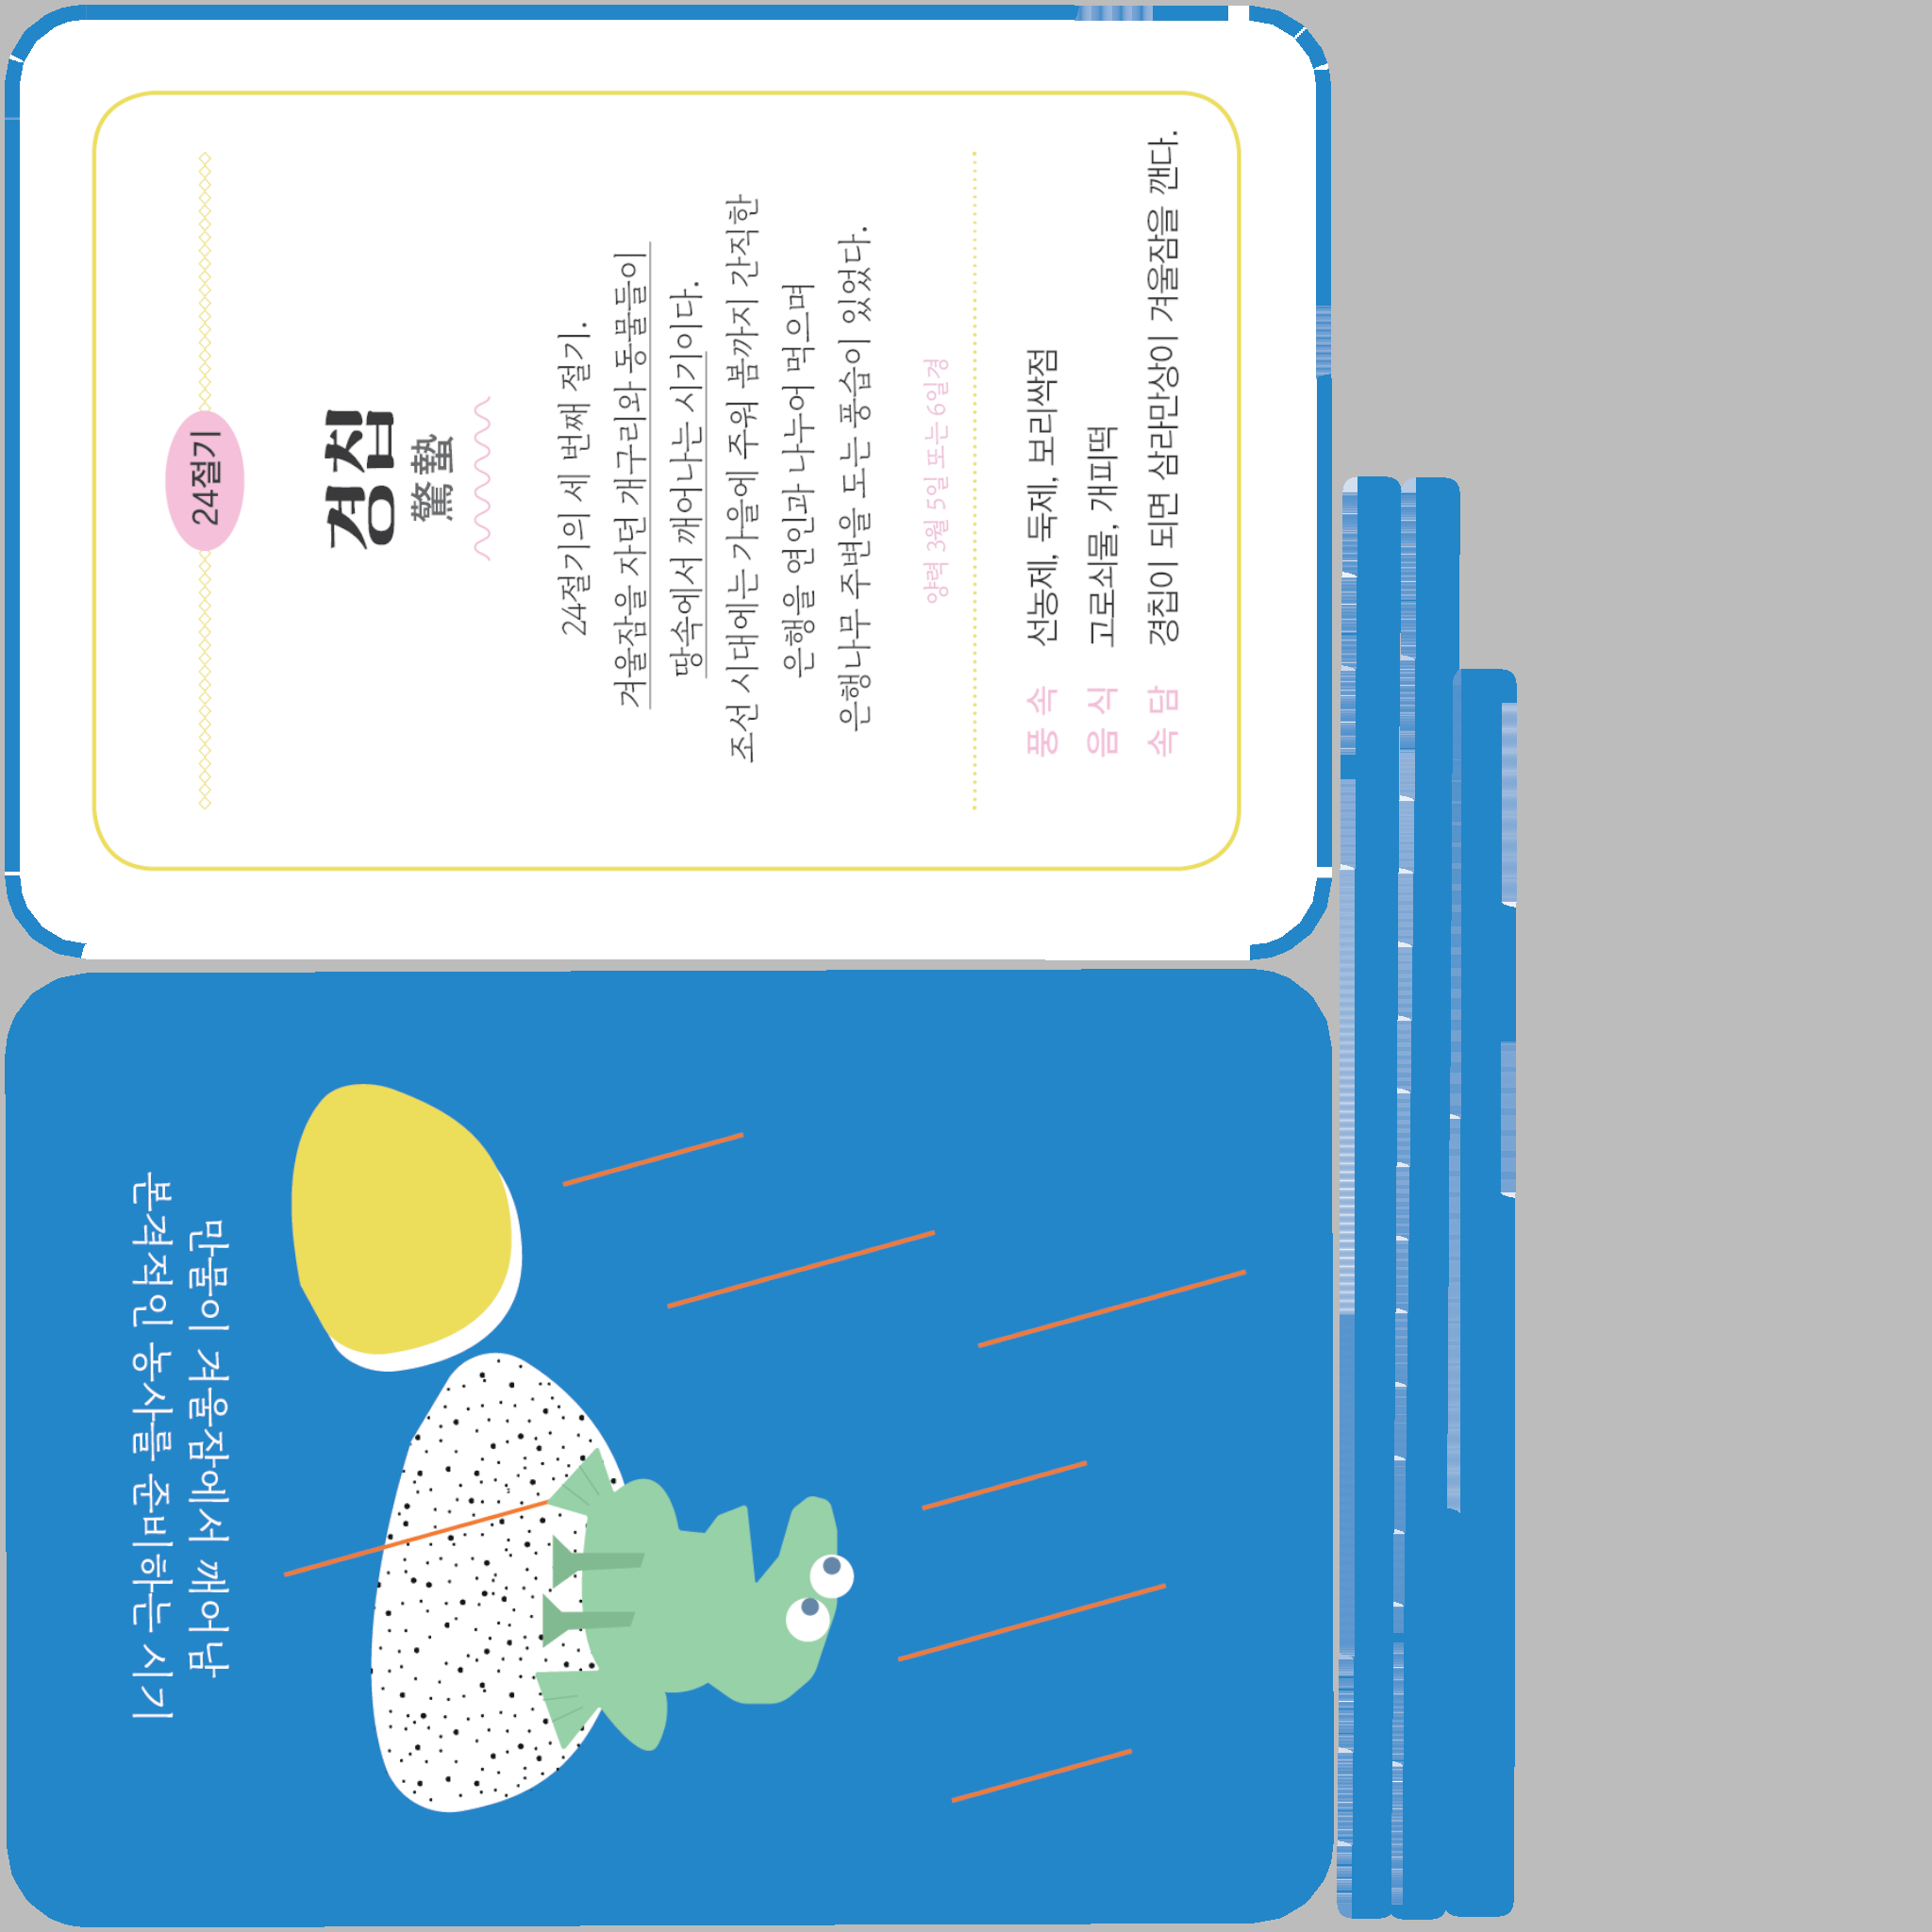 24절기
경칩
驚蟄
24절기의 세 번째 절기.
겨울잠을 자던 개구리와 동물들이
땅속에서 깨어나는 시기이다.
조선 시대에는 가을에 주워 봄까지 간직한
은행을 연인과 나누어 먹으며
은행나무 주변을 도는 풍습이 있었다.
양력 3월 5일 또는 6일경
풍속 선농제, 둑제, 보리싹점
음식 고로쇠물, 개피떡
속담 경칩이 되면 삼라만상이 겨울잠을 깬다.
만물이 겨울잠에서 깨어남
본격적인 농사를 준비하는 시기